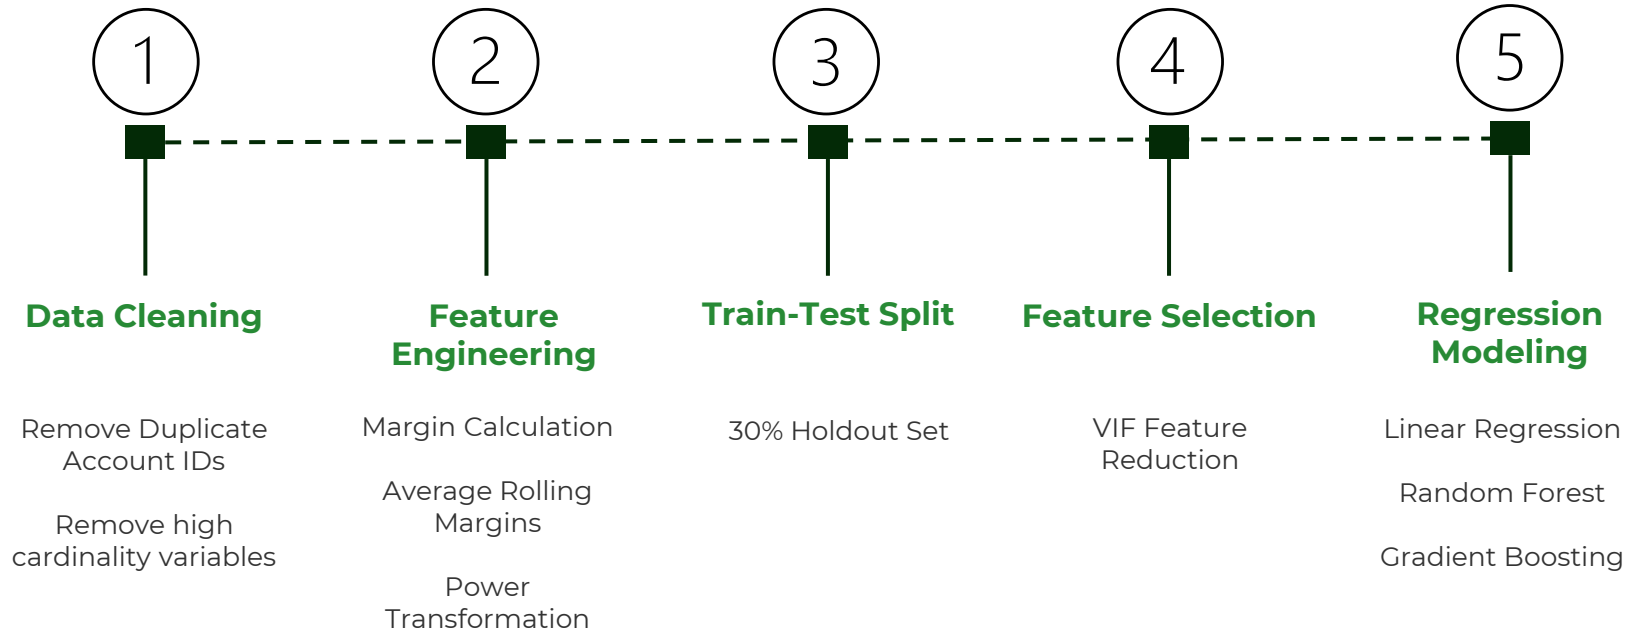 1
2
3
4
5
Data Cleaning
Remove Duplicate
Account IDs
Remove high
cardinality variables
Feature
Engineering
Margin Calculation
Average Rolling
Margins
Power
Transformation
Train-Test Split
30% Holdout Set
Feature Selection
VIF Feature
Reduction
Regression
Modeling
Linear Regression
Random Forest
Gradient Boosting